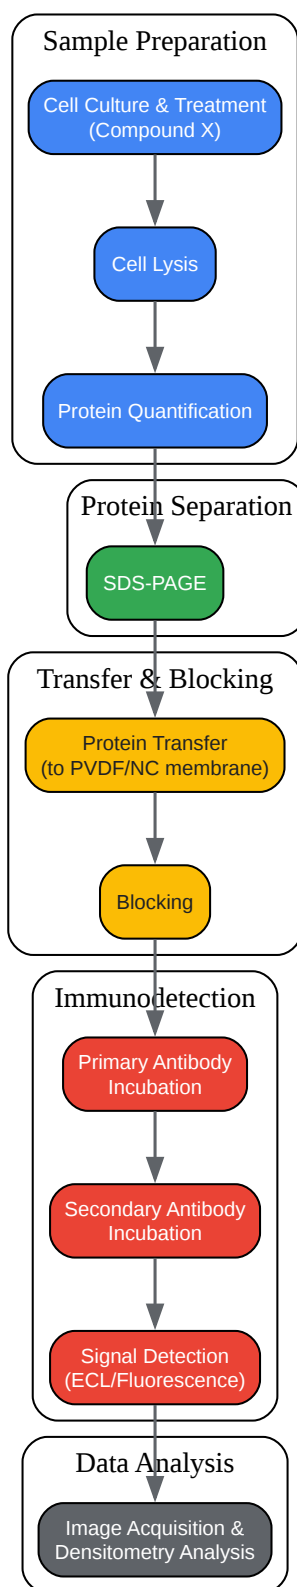 Sample Preparation
Cell Culture & Treatment
(Compound X)
Cell Lysis
Protein Quantification
Protein Separation
SDS-PAGE
Transfer & Blocking
Protein Transfer
(to PVDF/NC membrane)
Blocking
Immunodetection
Primary Antibody
Incubation
Secondary Antibody
Incubation
Signal Detection
(ECL/Fluorescence)
Data Analysis
Image Acquisition &
Densitometry Analysis